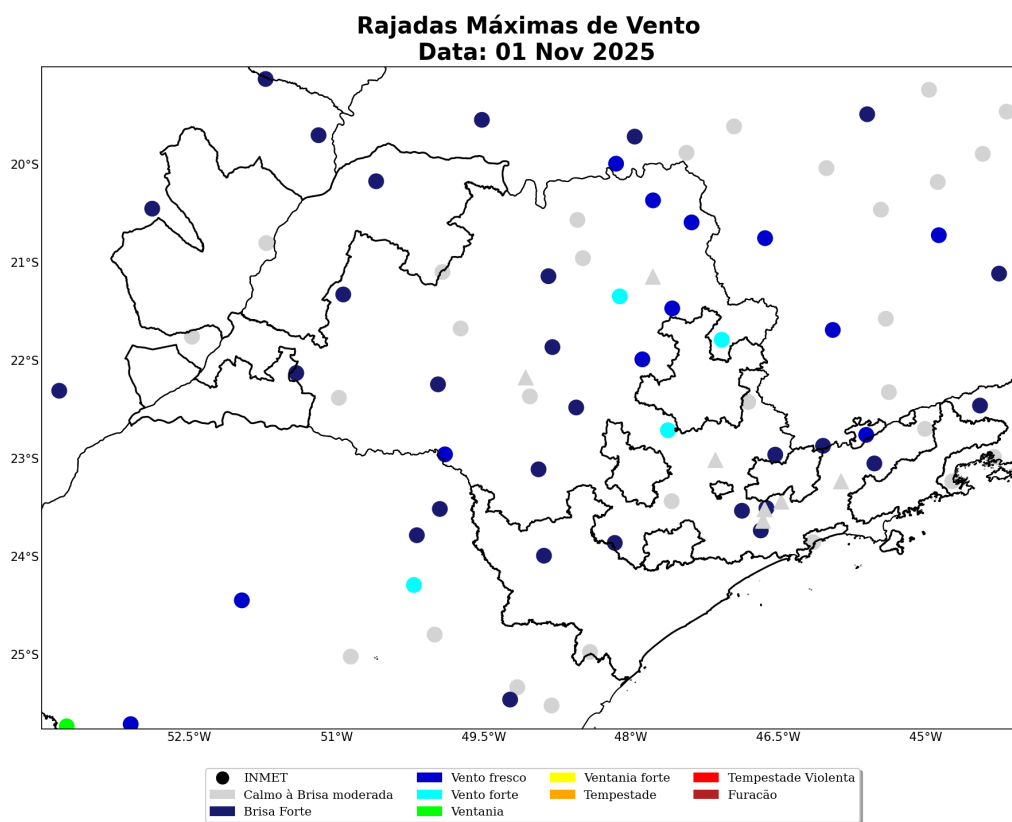 Rajadas Máximas de Vento
Data: 01 Nov 2025
20°S
21°S
22°S
23°S
24°S
25°S
52.5°W 51°W 49.5°W 48°W 46.5°W 45°W
INMET Vento fresco Ventania forte Tempestade Violenta
Calmo à Brisa moderada Vento forte Tempestade Furacão
Brisa Forte Ventania